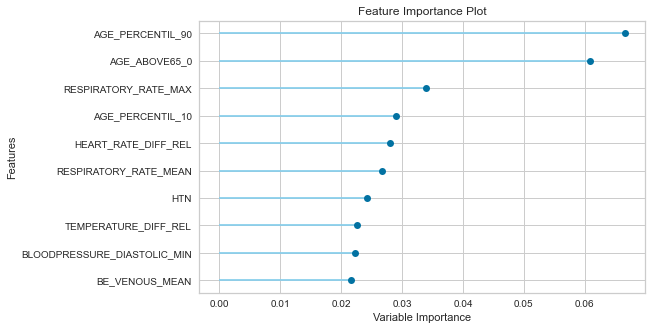 Feature Importance Plot
AGE_PERCENTIL_90
AGE_ABOVE65_0
RESPIRATORY_RATE_MAX
AGE_PERCENTIL_10
HEART_RATE_DIFF_REL
RESPIRATORY_RATE_MEAN
HTN
TEMPERATURE_DIFF_REL
BLOODPRESSURE_DIASTOLIC_MIN
BE_VENOUS_MEAN
Features
0.00 0.01 0.02 0.03 0.04 0.05 0.06
Variable Importance